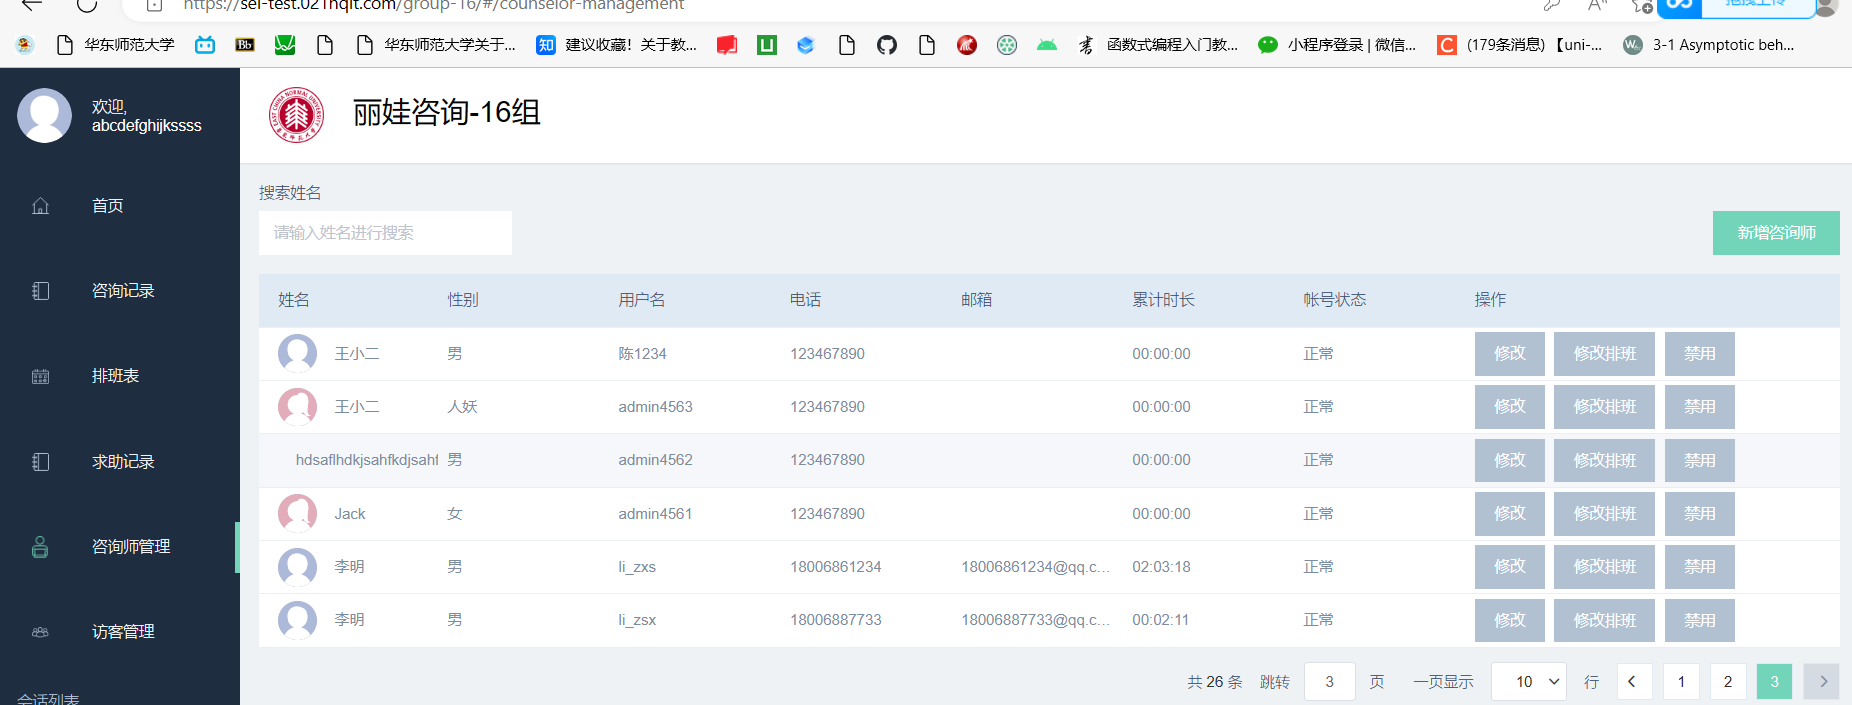 https://sei-test.021hqit.com/group-16/#/counselor-management
华东师范大学 Bb 华东师范大学关于... 知 建议收藏！关于教... 函数式编程入门教... 小程序登录 | 微信... C (179条消息) 【uni-... 3-1 Asymptotic beh...
欢迎,
abcdefghijkssss
丽娃咨询-16组
首页
咨询记录
排班表
求助记录
咨询师管理
访客管理
会话列表
搜索姓名
请输入姓名进行搜索
新增咨询师
姓名 性别 用户名 电话 邮箱 累计时长 帐号状态 操作
王小二 男 陈1234 123467890 00:00:00 正常 修改 修改排班 禁用
王小二 人妖 admin4563 123467890 00:00:00 正常 修改 修改排班 禁用
hdsaflhdkjsahfkdjsahf 男 admin4562 123467890 00:00:00 正常 修改 修改排班 禁用
Jack 女 admin4561 123467890 00:00:00 正常 修改 修改排班 禁用
李明 男 li_zxs 18006861234 18006861234@qq.c... 02:03:18 正常 修改 修改排班 禁用
李明 男 li_zsx 18006887733 18006887733@qq.c... 00:02:11 正常 修改 修改排班 禁用
共 26 条 跳转 3 页 一页显示 10 行 1 2 3